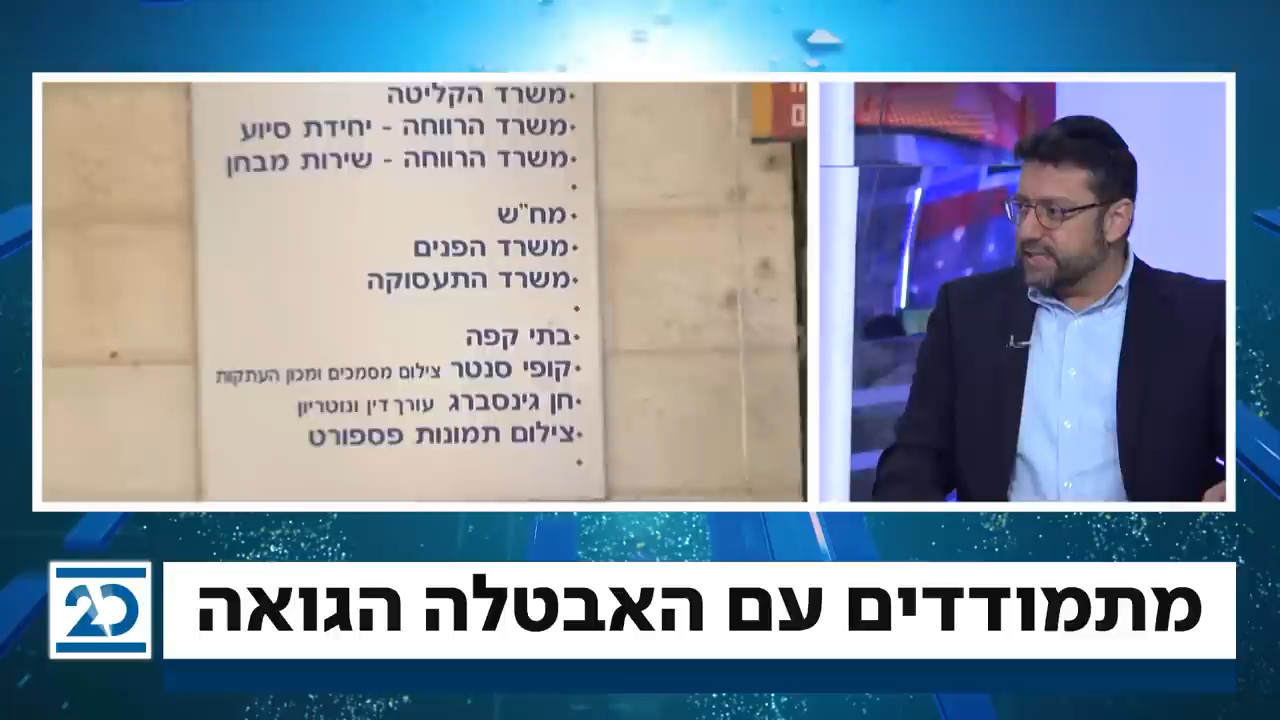 משרד הקליטה
משרד הרווחה - יחידת סיוע
משרד הרווחה - שירות מבחן
מח"ש
משרד הפנים
משרד התעסוקה
בתי קפה
קופי סנטר צילום מסמכים ומכון העתקות
חן גינסברג עורך דין ונוטריון
צילום תמונות פספורט
20
מתמודדים עם האבטלה הגואה